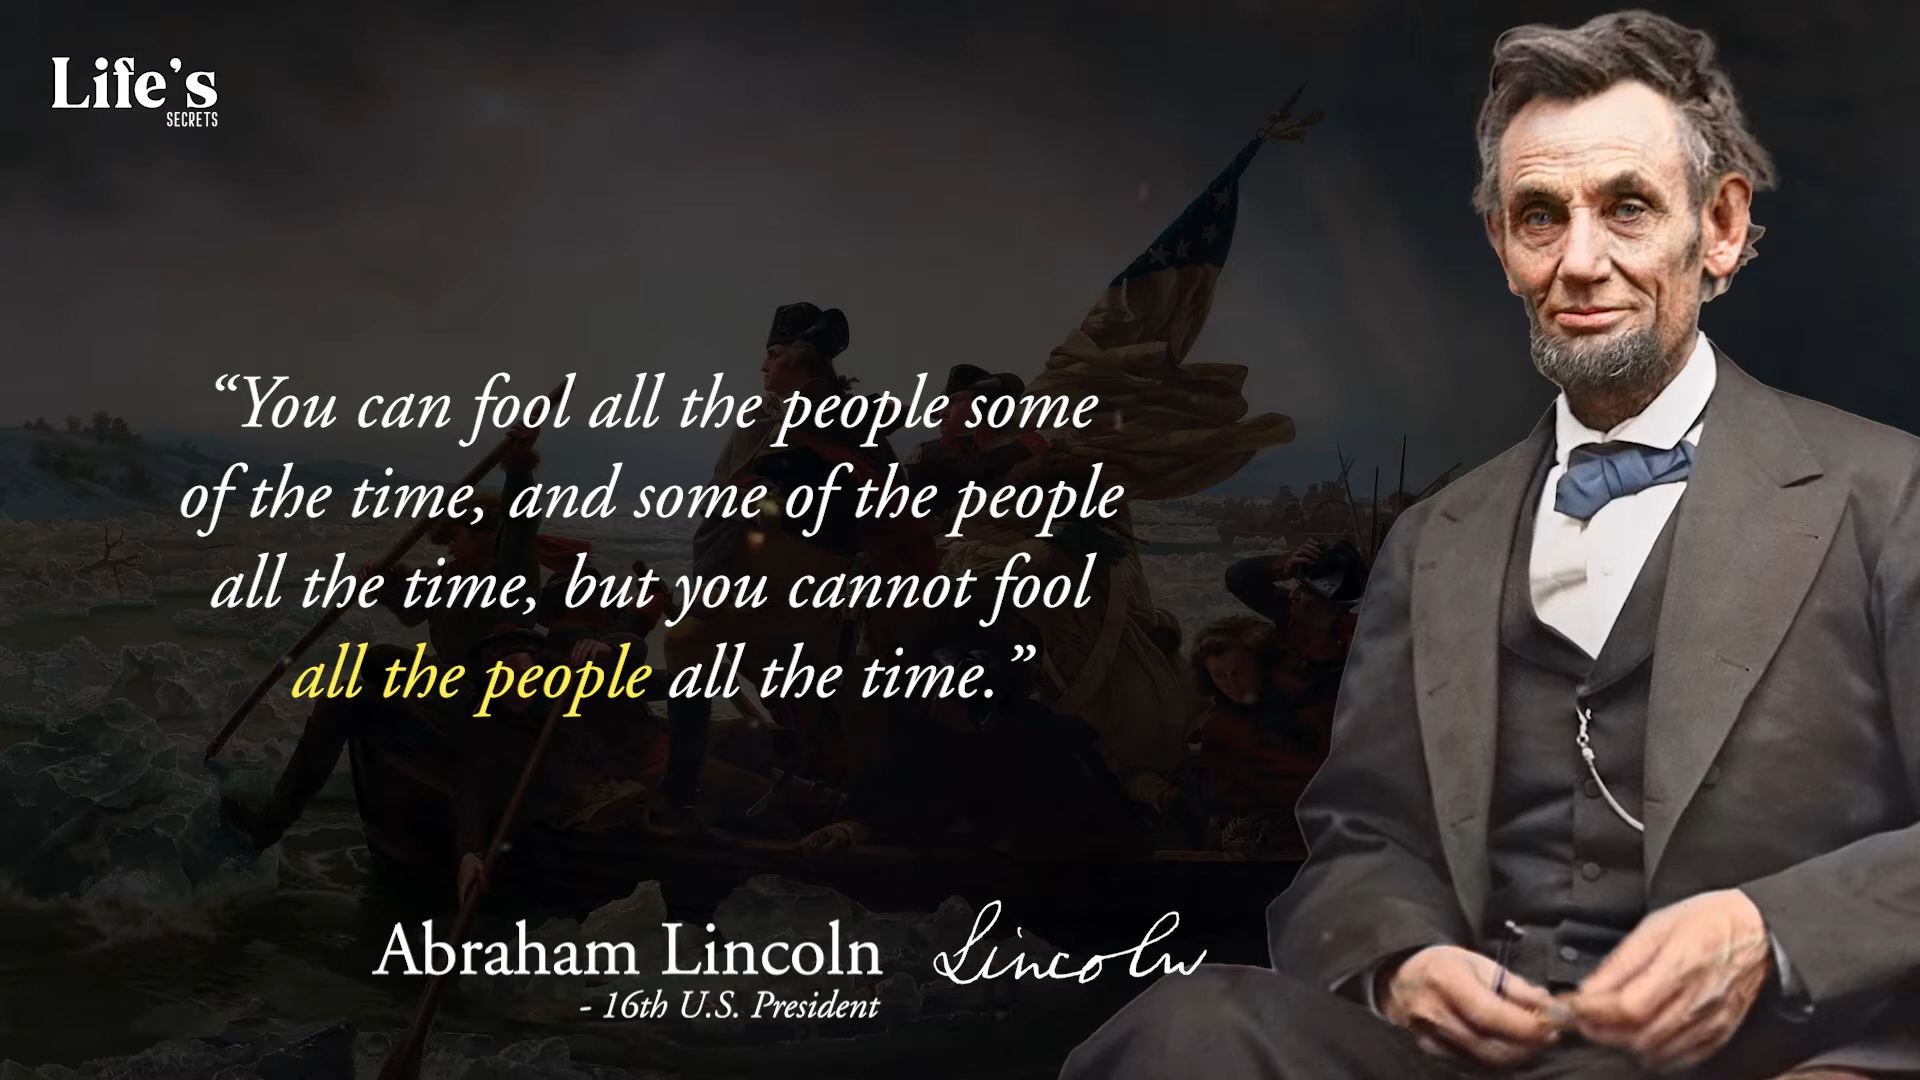 Life's
SECRETS
“You can fool all the people some
of the time, and some of the people
all the time, but you cannot fool
all the people all the time.”
Abraham Lincoln
Lincoln
- 16th U.S. President